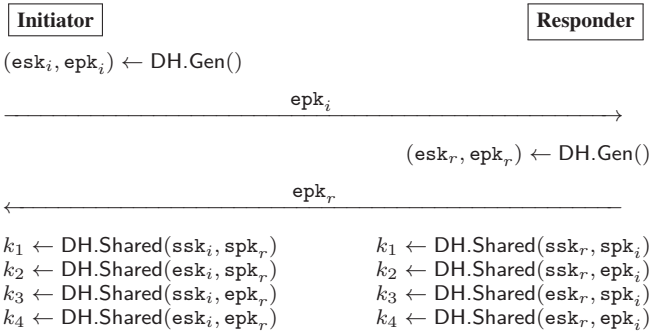 Initiator Responder
(esk_i, epk_i) ← DH.Gen()
epk_i
(esk_r, epk_r) ← DH.Gen()
epk_r
k_1 ← DH.Shared(ssk_i, spk_r) k_1 ← DH.Shared(ssk_r, spk_i)
k_2 ← DH.Shared(esk_i, spk_r) k_2 ← DH.Shared(ssk_r, epk_i)
k_3 ← DH.Shared(ssk_i, epk_r) k_3 ← DH.Shared(esk_r, spk_i)
k_4 ← DH.Shared(esk_i, epk_r) k_4 ← DH.Shared(esk_r, epk_i)